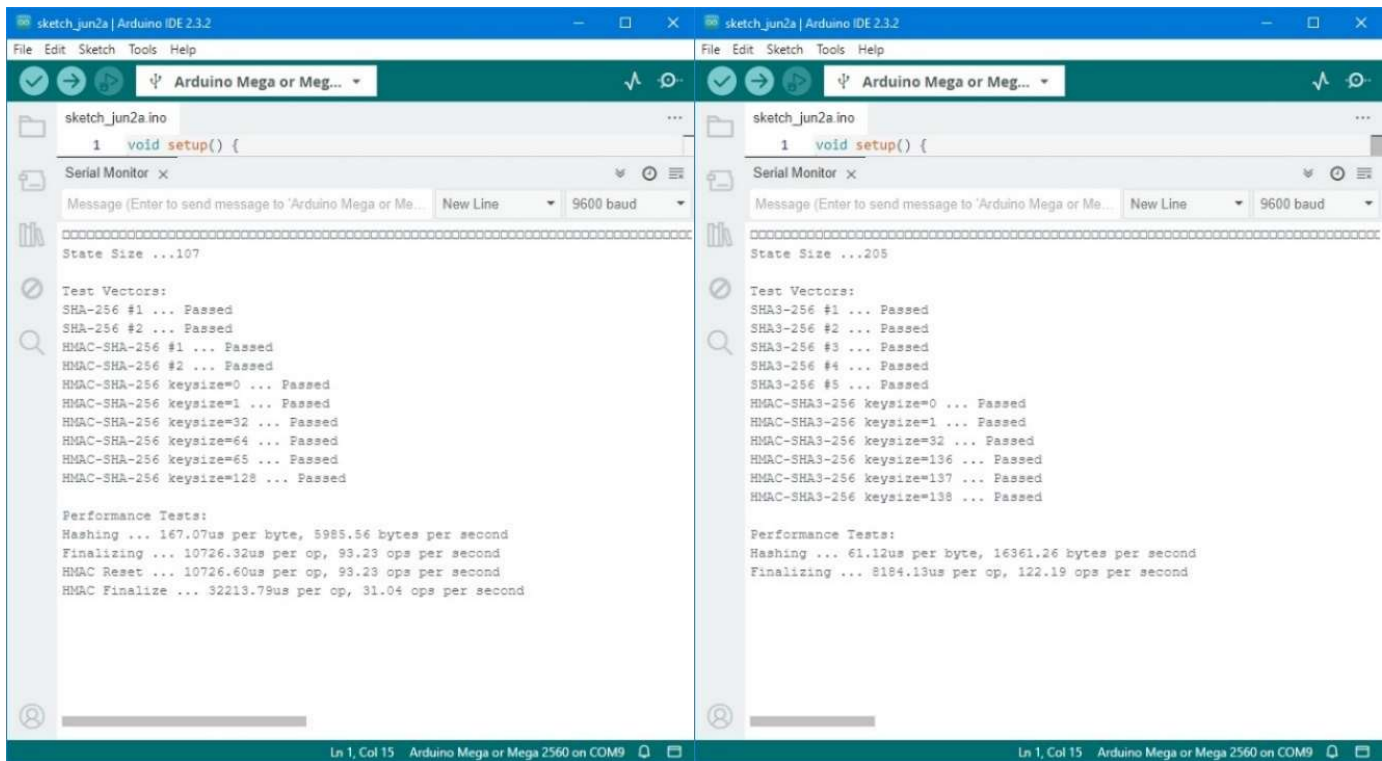 sketch_jun2a | Arduino IDE 2.3.2
File Edit Sketch Tools Help
Arduino Mega or Meg...
sketch_jun2a.ino
...
1 void setup() {
Serial Monitor x
Message (Enter to send message to 'Arduino Mega or Me...
New Line
9600 baud
State Size ...107
Test Vectors:
SHA-256 #1 ... Passed
SHA-256 #2 ... Passed
HMAC-SHA-256 #1 ... Passed
HMAC-SHA-256 #2 ... Passed
HMAC-SHA-256 keysize=0 ... Passed
HMAC-SHA-256 keysize=1 ... Passed
HMAC-SHA-256 keysize=32 ... Passed
HMAC-SHA-256 keysize=64 ... Passed
HMAC-SHA-256 keysize=65 ... Passed
HMAC-SHA-256 keysize=128 ... Passed
Performance Tests:
Hashing ... 167.07us per byte, 5985.56 bytes per second
Finalizing ... 10726.32us per op, 93.23 ops per second
HMAC Reset ... 10726.60us per op, 93.23 ops per second
HMAC Finalize ... 32213.79us per op, 31.04 ops per second
Ln 1, Col 15 Arduino Mega or Mega 2560 on COM9
sketch_jun2a | Arduino IDE 2.3.2
File Edit Sketch Tools Help
Arduino Mega or Meg...
sketch_jun2a.ino
...
1 void setup() {
Serial Monitor x
Message (Enter to send message to 'Arduino Mega or Me...
New Line
9600 baud
State Size ...205
Test Vectors:
SHA3-256 #1 ... Passed
SHA3-256 #2 ... Passed
SHA3-256 #3 ... Passed
SHA3-256 #4 ... Passed
SHA3-256 #5 ... Passed
HMAC-SHA3-256 keysize=0 ... Passed
HMAC-SHA3-256 keysize=1 ... Passed
HMAC-SHA3-256 keysize=32 ... Passed
HMAC-SHA3-256 keysize=136 ... Passed
HMAC-SHA3-256 keysize=137 ... Passed
HMAC-SHA3-256 keysize=138 ... Passed
Performance Tests:
Hashing ... 61.12us per byte, 16361.26 bytes per second
Finalizing ... 8184.13us per op, 122.19 ops per second
Ln 1, Col 15 Arduino Mega or Mega 2560 on COM9